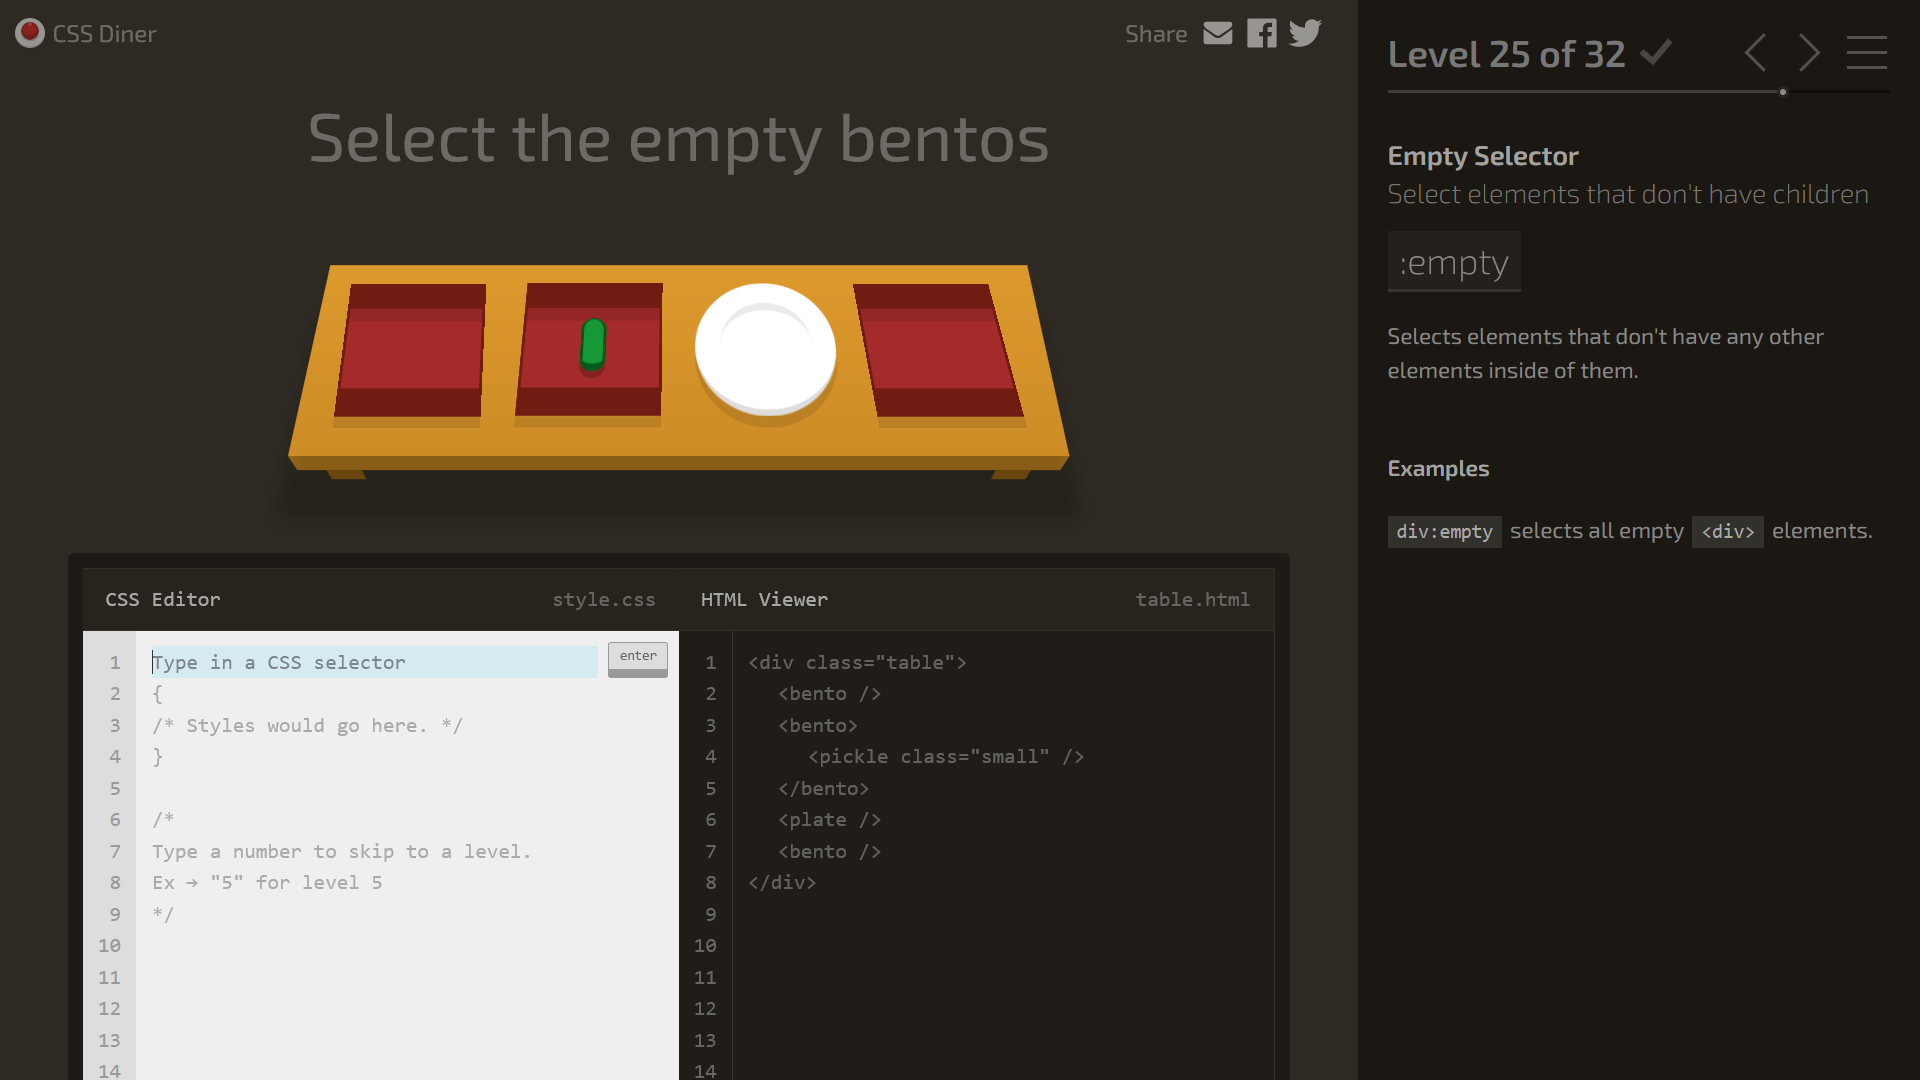 CSS Diner
Share
Select the empty bentos
Level 25 of 32
Empty Selector
Select elements that don't have children
:empty
Selects elements that don't have any other
elements inside of them.
Examples
div:empty selects all empty <div> elements.
CSS Editor style.css
1 Type in a CSS selector enter
2 {
3 /* Styles would go here. */
4 }
5
6 /*
7 Type a number to skip to a level.
8 Ex → "5" for level 5
9 */
10
11
12
13
14
HTML Viewer table.html
1 <div class="table">
2 <bento />
3 <bento>
4 <pickle class="small" />
5 </bento>
6 <plate />
7 <bento />
8 </div>
9
10
11
12
13
14